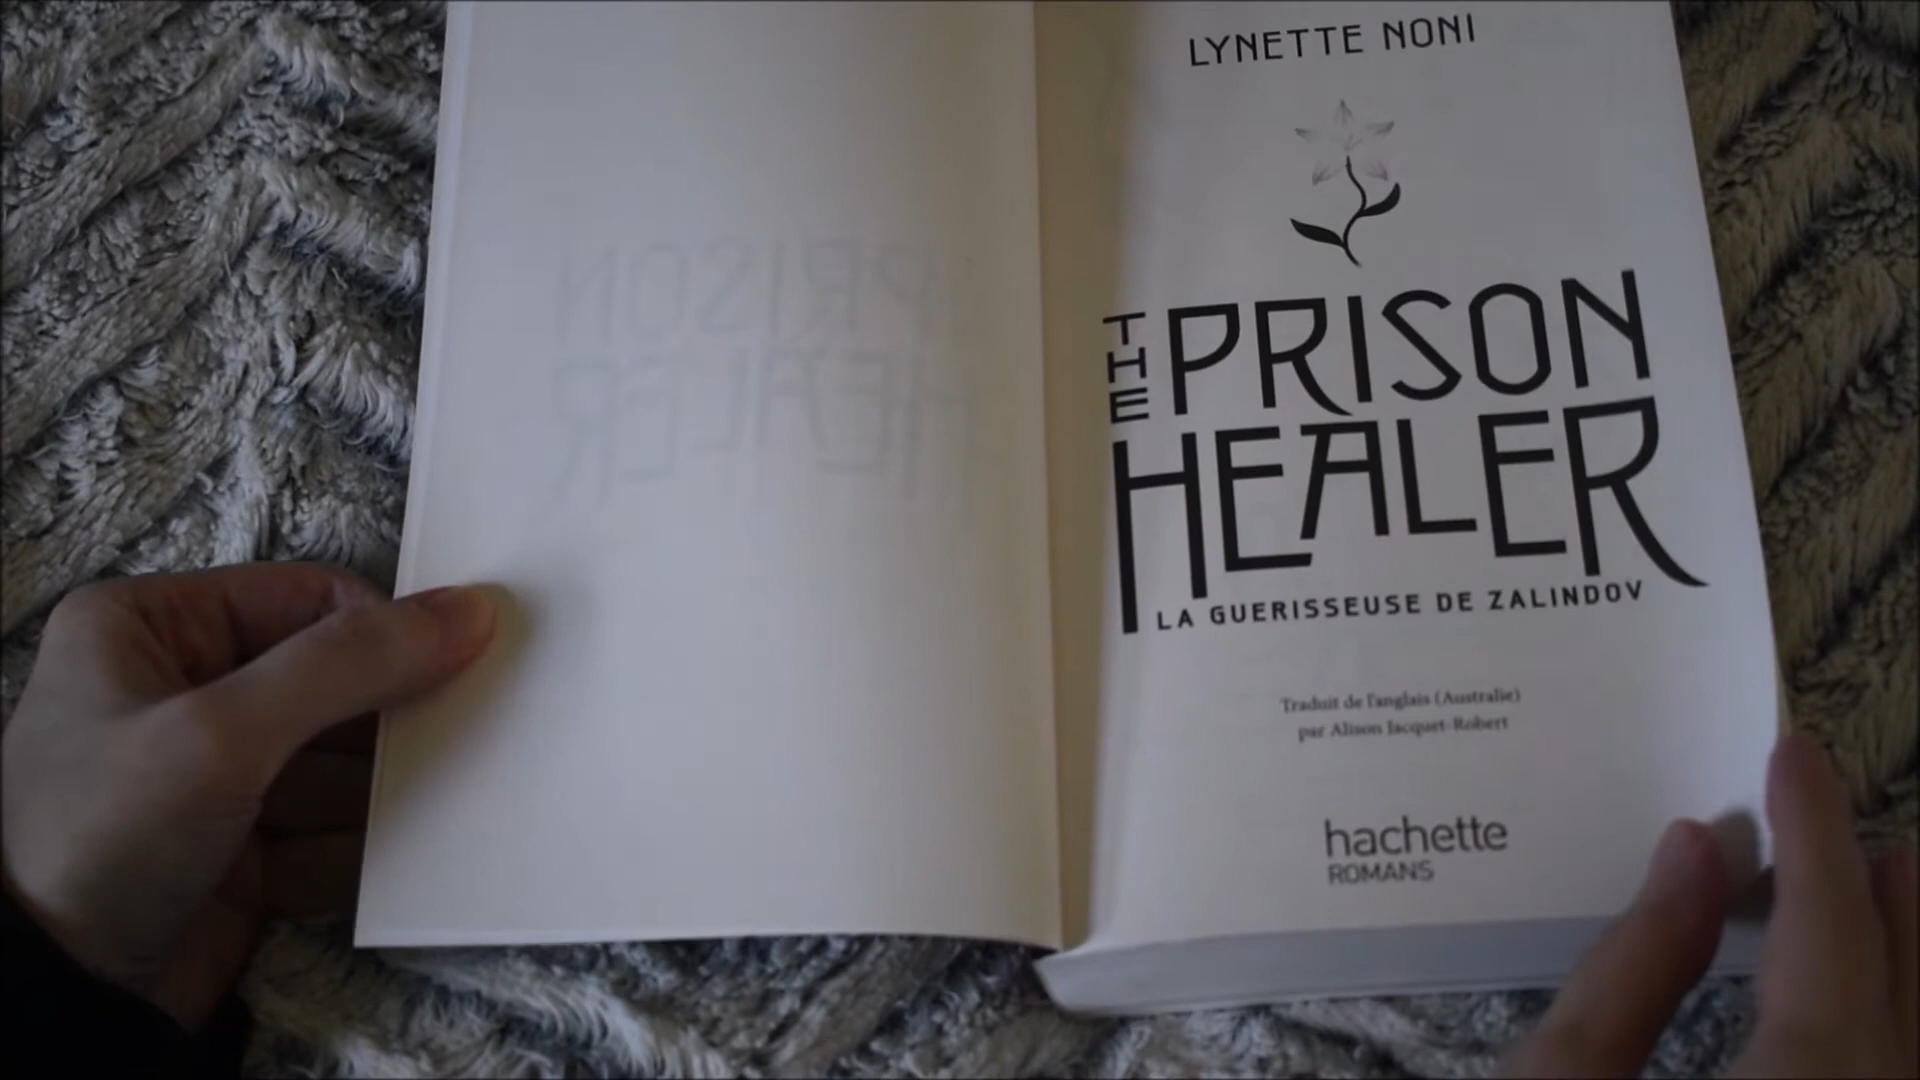 LYNETTE NONI
THE PRISON
HEALER
LA GUERISSEUSE DE ZALINDOV
Traduit de l'anglais (Australie)
par Alison Jacquet-Robert
hachette
ROMANS